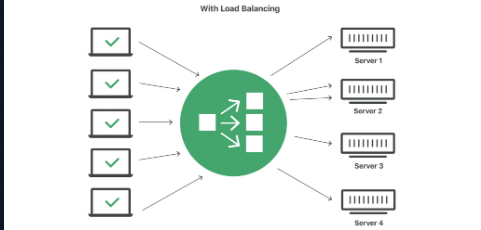 With Load Balancing
Server 1
Server 2
Server 3
Server 4